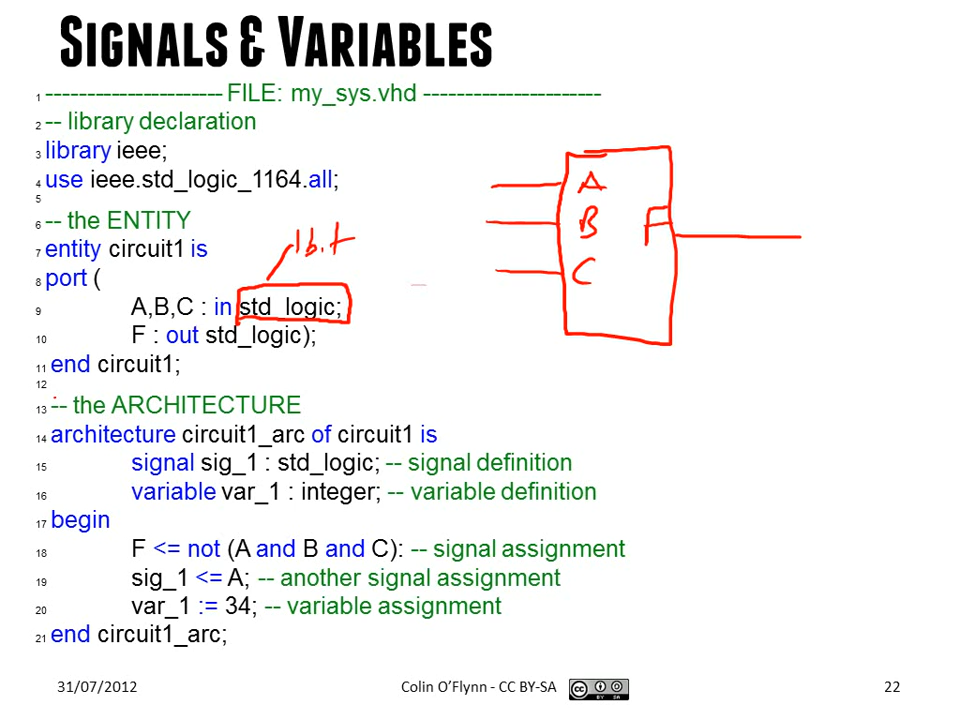 SIGNALS & VARIABLES
1 ---------------------- FILE: my_sys.vhd ----------------------
2 -- library declaration
3 library ieee;
4 use ieee.std_logic_1164.all;
5
6 -- the ENTITY
7 entity circuit1 is
8 port (
9 A,B,C : in std_logic;
10 F : out std_logic);
11 end circuit1;
12
13 -- the ARCHITECTURE
14 architecture circuit1_arc of circuit1 is
15 signal sig_1 : std_logic; -- signal definition
16 variable var_1 : integer; -- variable definition
17 begin
18 F <= not (A and B and C): -- signal assignment
19 sig_1 <= A; -- another signal assignment
20 var_1 := 34; -- variable assignment
21 end circuit1_arc;
1bit
A
B
F
C
31/07/2012
Colin O'Flynn - CC BY-SA
cc
BY SA
22